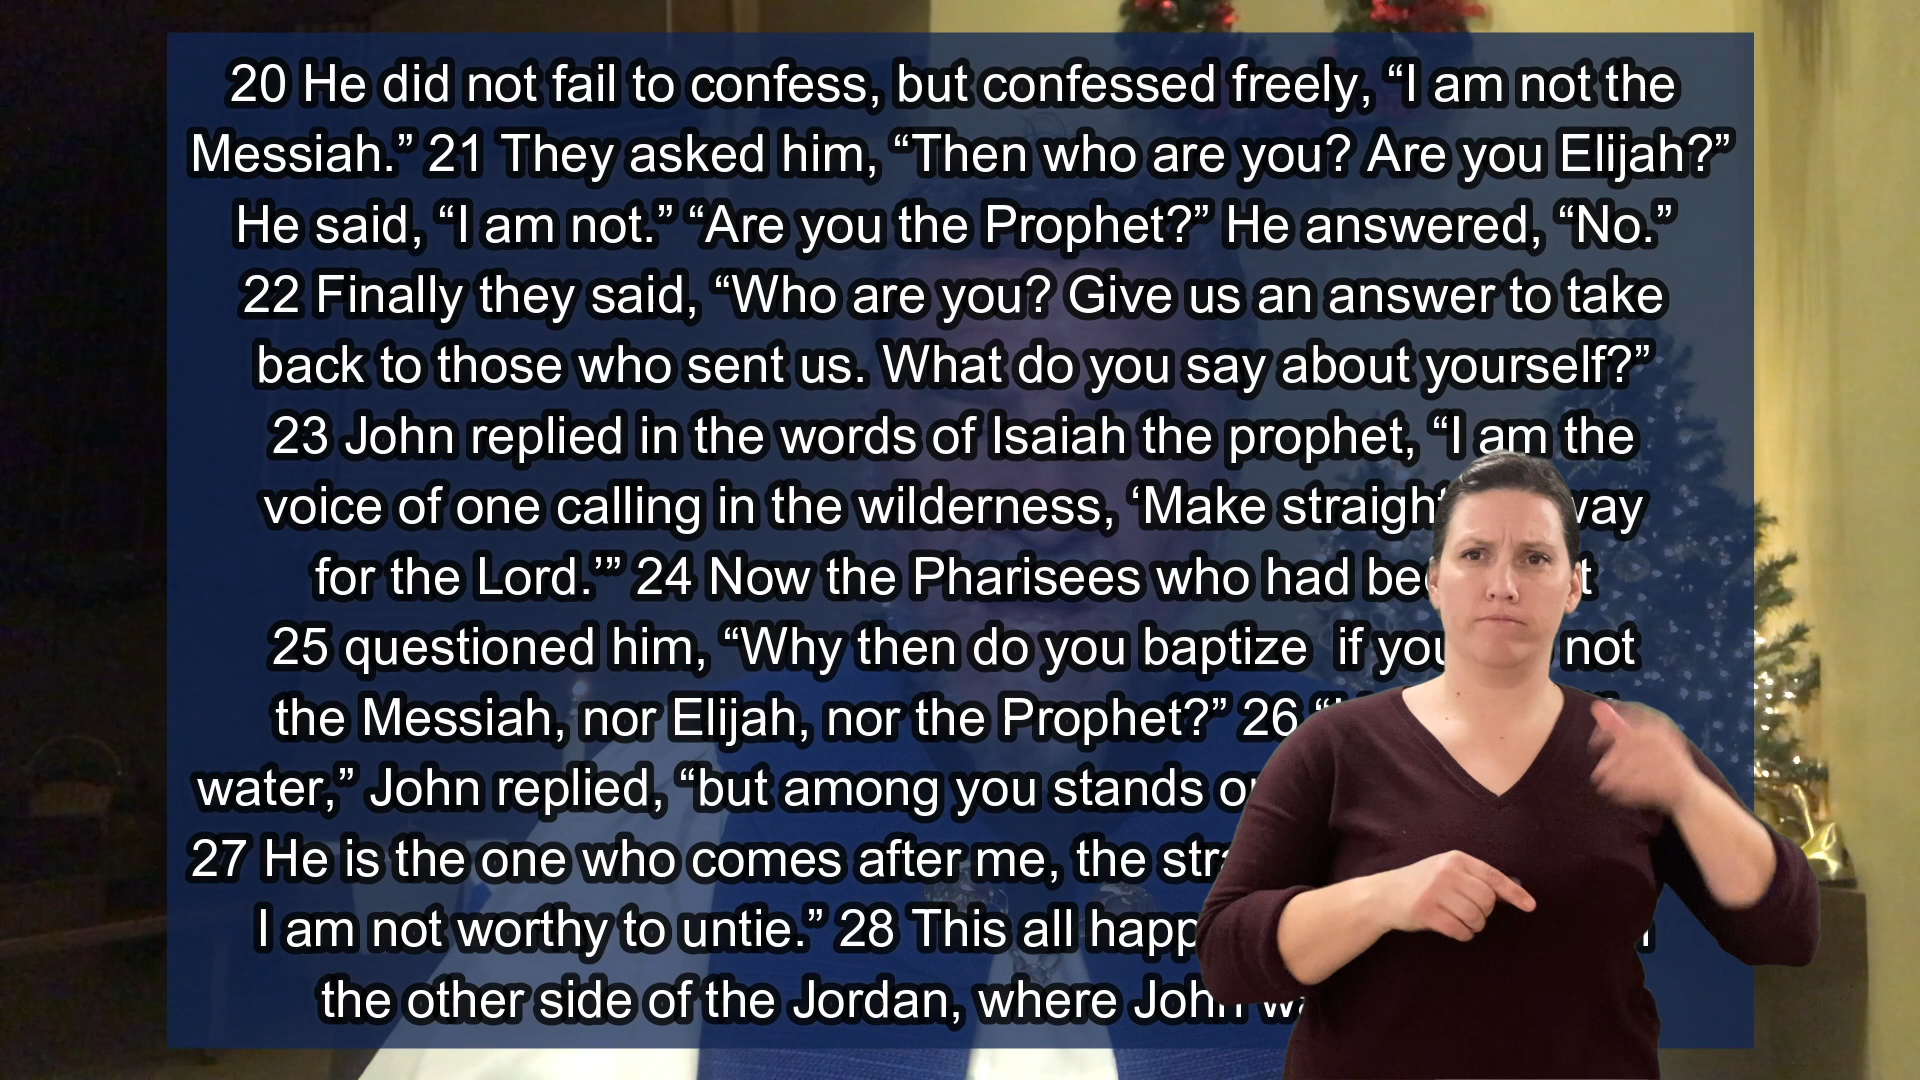 20 He did not fail to confess, but confessed freely, “I am not the
Messiah.” 21 They asked him, “Then who are you? Are you Elijah?”
He said, “I am not.” “Are you the Prophet?” He answered, “No.”
22 Finally they said, “Who are you? Give us an answer to take
back to those who sent us. What do you say about yourself?”
23 John replied in the words of Isaiah the prophet, “I am the
voice of one calling in the wilderness, ‘Make straight way
for the Lord.’” 24 Now the Pharisees who had
25 questioned him, “Why then do you baptize if you not
the Messiah, nor Elijah, nor the Prophet?” 26
water,” John replied, “but among you stands
27 He is the one who comes after me, the
I am not worthy to untie.” 28 This all
the other side of the Jordan, where John